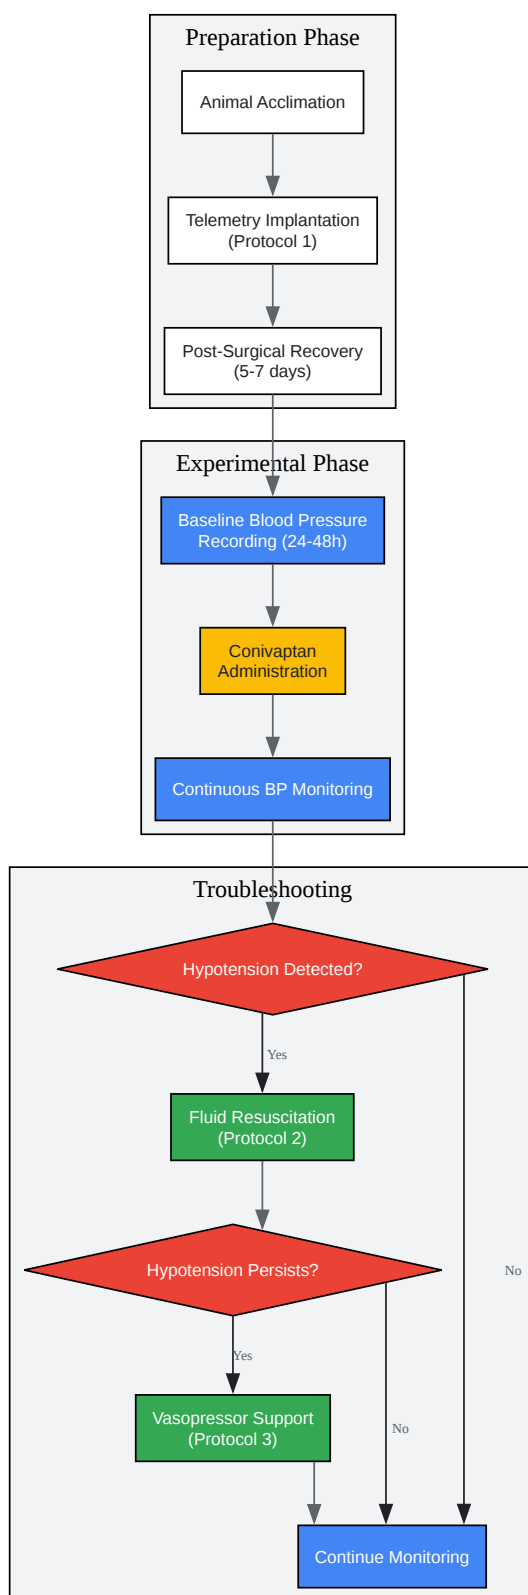 Preparation Phase
Animal Acclimation
Telemetry Implantation
(Protocol 1)
Post-Surgical Recovery
(5-7 days)
Experimental Phase
Baseline Blood Pressure
Recording (24-48h)
Conivaptan
Administration
Continuous BP Monitoring
Troubleshooting
Hypotension Detected?
Yes
Fluid Resuscitation
(Protocol 2)
Hypotension Persists?
No
Yes
Vasopressor Support
(Protocol 3)
No
Continue Monitoring